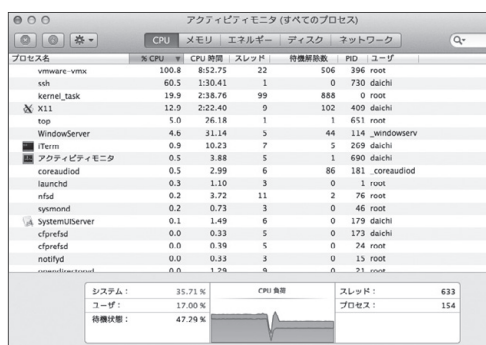 アクティビティモニタ (すべてのプロセス)
CPU メモリ エネルギー ディスク ネットワーク
プロセス名 % CPU CPU 時間 スレッド 待機解除数 PID ユーザ
vmware-vmx 100.8 8:52.75 22 506 396 root
ssh 60.5 1:30.41 1 0 730 daichi
kernel_task 19.9 2:38.76 99 888 0 root
X11 12.9 2:22.40 9 102 409 daichi
top 5.0 26.18 1 1 651 root
WindowServer 4.6 31.14 5 44 114 _windowserv
iTerm 0.9 10.23 7 5 269 daichi
アクティビティモニタ 0.5 3.88 5 1 690 daichi
coreaudiod 0.5 2.99 6 86 181 _coreaudiod
launchd 0.3 1.10 3 0 1 root
nfsd 0.2 3.72 11 2 76 root
sysmond 0.2 0.73 3 0 46 root
SystemUIServer 0.1 1.49 6 0 179 daichi
cfprefsd 0.0 0.33 5 0 173 daichi
cfprefsd 0.0 0.39 5 0 24 root
notifyd 0.0 0.33 3 0 15 root
opendirectoryd 0.0 1.29 9 0 21 root
システム: 35.71 % CPU 負荷 スレッド: 633
ユーザ: 17.00 % プロセス: 154
待機状態: 47.29 %